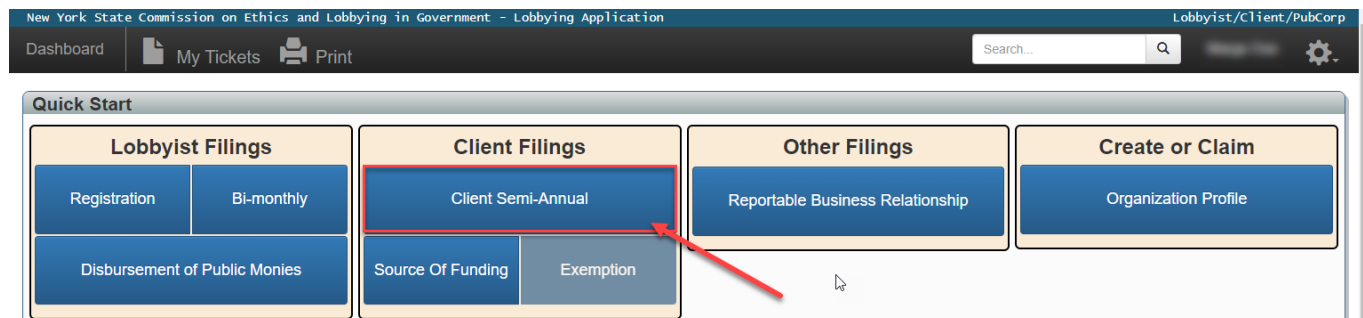 New York State Commission on Ethics and Lobbying in Government - Lobbying Application
Lobbyist/Client/PubCorp
Dashboard
My Tickets
Print
Search...
Quick Start
Lobbyist Filings
Client Filings
Other Filings
Create or Claim
Registration
Bi-monthly
Client Semi-Annual
Reportable Business Relationship
Organization Profile
Disbursement of Public Monies
Source Of Funding
Exemption